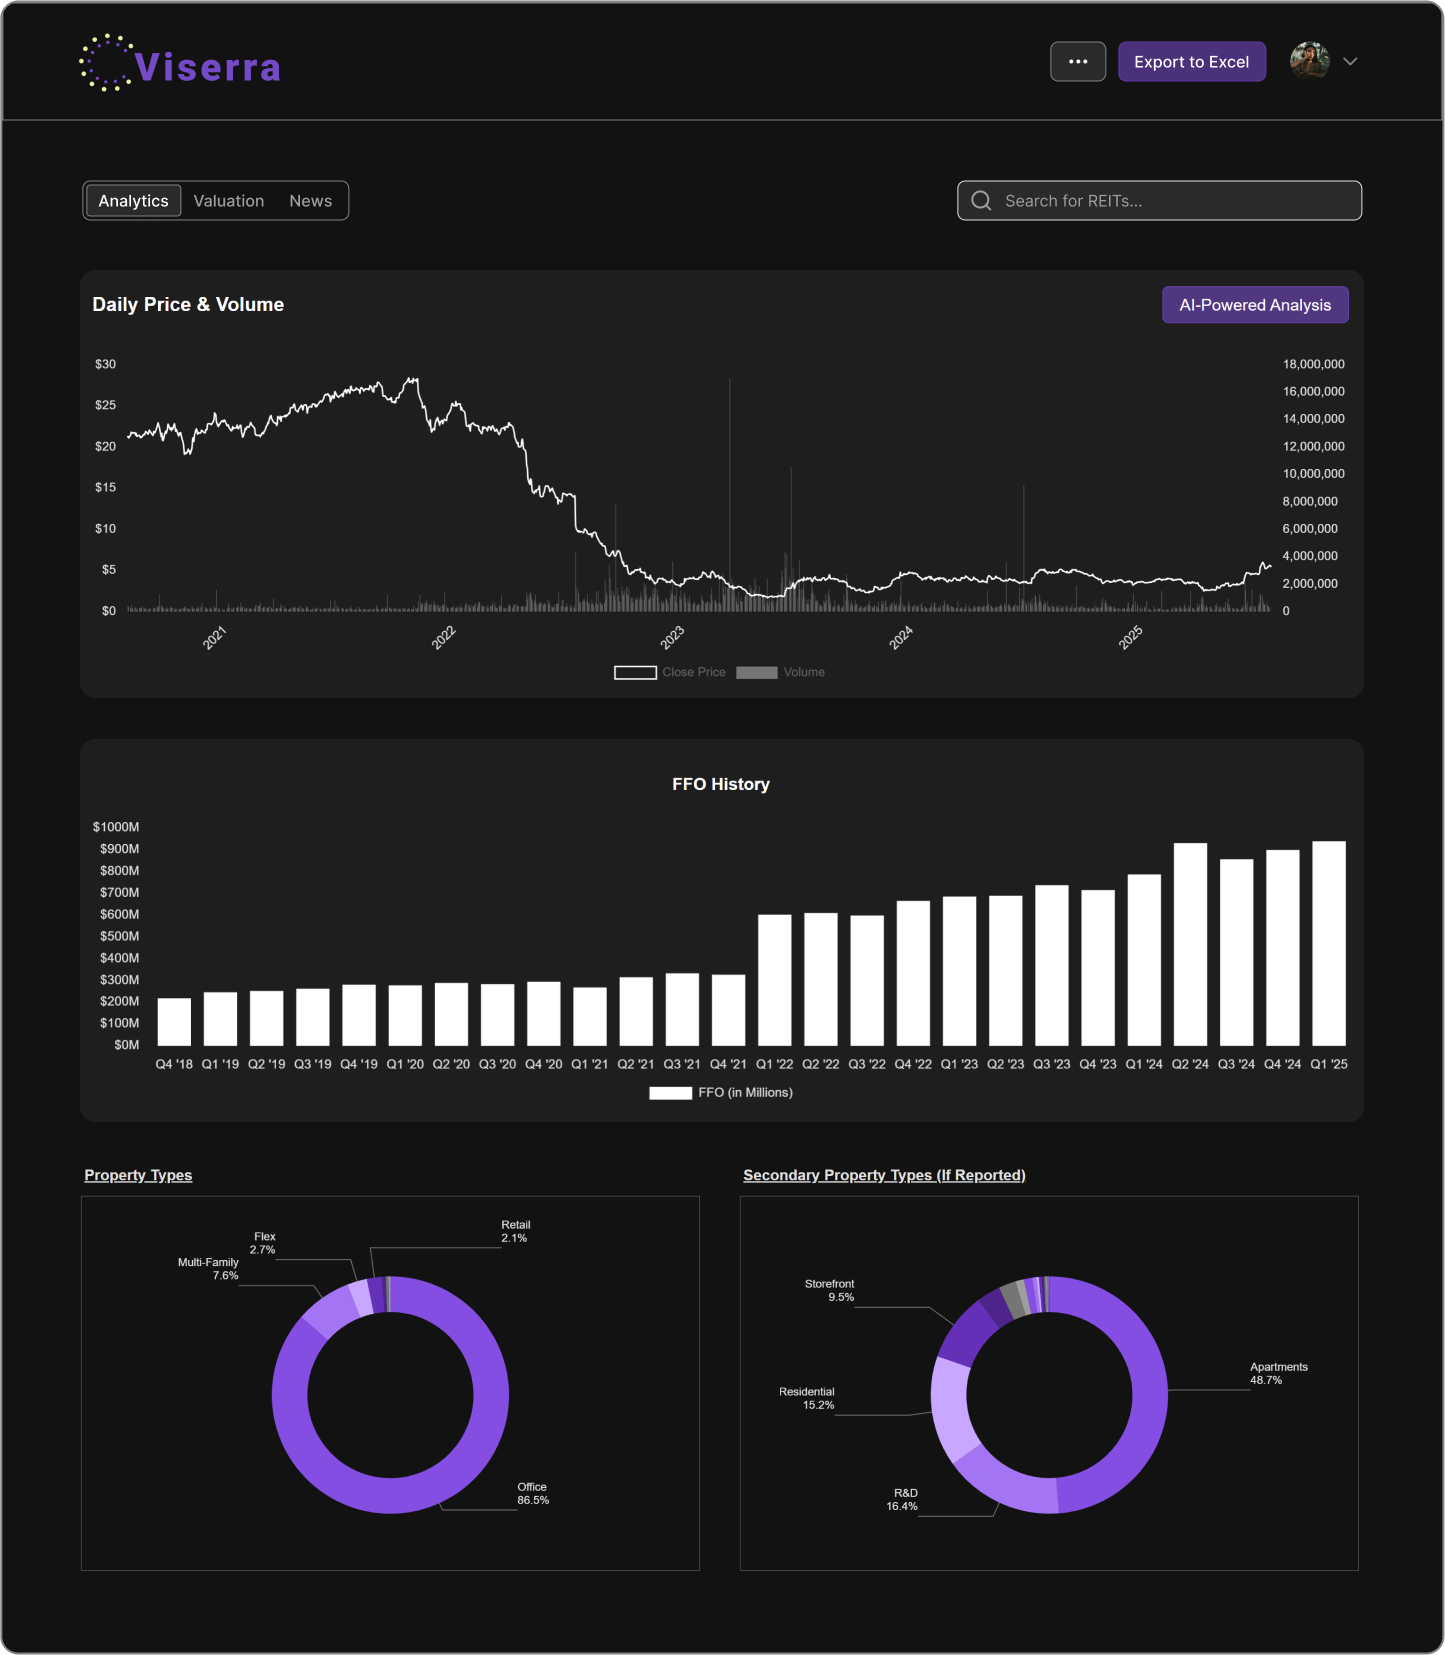 Viserra
Export to Excel
Analytics Valuation News
Search for REITs...
Daily Price & Volume
AI-Powered Analysis
$30
$25
$20
$15
$10
$5
$0
18,000,000
16,000,000
14,000,000
12,000,000
10,000,000
8,000,000
6,000,000
4,000,000
2,000,000
0
2021 2022 2023 2024 2025
Close Price Volume
FFO History
$1000M
$900M
$800M
$700M
$600M
$500M
$400M
$300M
$200M
$100M
$0M
Q4 '18 Q1 '19 Q2 '19 Q3 '19 Q4 '19 Q1 '20 Q2 '20 Q3 '20 Q4 '20 Q1 '21 Q2 '21 Q3 '21 Q4 '21 Q1 '22 Q2 '22 Q3 '22 Q4 '22 Q1 '23 Q2 '23 Q3 '23 Q4 '23 Q1 '24 Q2 '24 Q3 '24 Q4 '24 Q1 '25
FFO (in Millions)
Property Types
Retail
2.1%
Flex
2.7%
Multi-Family
7.6%
Office
86.5%
Secondary Property Types (If Reported)
Storefront
9.5%
Apartments
48.7%
Residential
15.2%
R&D
16.4%